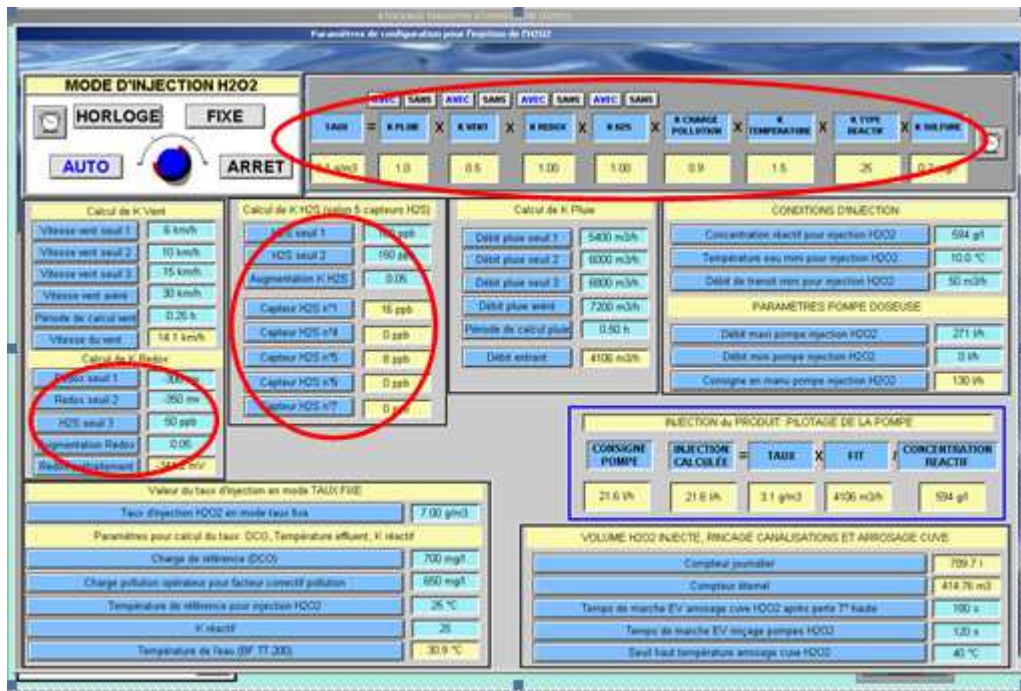 Paramètres de configuration pour l'injection de l'H2O2
MODE D'INJECTION H2O2
HORLOGE FIXE
AUTO ARRET
AVEC SANS AVEC SANS AVEC SANS AVEC SANS
TAUX = K PLUIE X K VENT X K REDOX X K H2S X K CHARGE POLLUTION X K TEMPERATURE X K TYPE REACTIF X K SULFURE
1.0 0.5 1.00 1.00 0.9 1.5 25
Calcul de K Vent
Vitesse vent seuil 1 6 km/h
Vitesse vent seuil 2 10 km/h
Vitesse vent seuil 3 15 km/h
Vitesse vent avéré 30 km/h
Période de calcul vent 0.25 h
Vitesse du vent 14.1 km/h
Calcul de K Redox
Redox seuil 1
Redox seuil 2 -350 mv
H2S seuil 3 50 ppb
Augmentation Redox 0.05
Calcul de K H2S (selon 5 capteurs H2S)
H2S seuil 1
H2S seuil 2
Augmentation K H2S 0.05
Capteur H2S n°1 16 ppb
Capteur H2S n°4 0 ppb
Capteur H2S n°5 8 ppb
Capteur H2S n°6 0 ppb
Capteur H2S n°7 0 ppb
Calcul de K Pluie
Débit pluie seuil 1 5400 m3/h
Débit pluie seuil 2 6000 m3/h
Débit pluie seuil 3 6800 m3/h
Débit pluie avéré 7200 m3/h
Période de calcul pluie 0.50 h
Débit entrant 4106 m3/h
CONDITIONS D'INJECTION
Concentration réactif pour injection H2O2 594 g/l
Température eau mini pour injection H2O2 10.0 °C
Débit de transit mini pour injection H2O2 50 m3/h
PARAMETRES POMPE DOSEUSE
Débit maxi pompe injection H2O2 271 l/h
Débit mini pompe injection H2O2 0 l/h
Consigne en manu pompe injection H2O2 130 l/h
INJECTION du PRODUIT: PILOTAGE DE LA POMPE
CONSIGNE POMPE INJECTION CALCULÉE = TAUX X FIT / CONCENTRATION REACTIF
21.6 l/h 21.6 l/h 3.1 g/m3 4106 m3/h 594 g/l
Valeur du taux d'injection en mode TAUX FIXE
Taux d'injection H2O2 en mode taux fixe 7.00 g/m3
Paramètres pour calcul du taux: DCO, Température effluent, K réactif
Charge de référence (DCO) 700 mg/l
Charge pollution opérateur pour facteur correctif pollution 650 mg/l
Température de référence pour injection H2O2 25 °C
K réactif 25
Température de l'eau (BF TT 200) 30.9 °C
VOLUME H2O2 INJECTE, RINCAGE CANALISATIONS ET ARROSAGE CUVE
Compteur journalier 709.7 l
Compteur éternel 414.76 m3
Temps de marche EV arrosage cuve H2O2 après perte T° haute 180 s
Temps de marche EV rinçage pompes H2O2 120 s
Seuil haut température arrosage cuve H2O2 40 °C